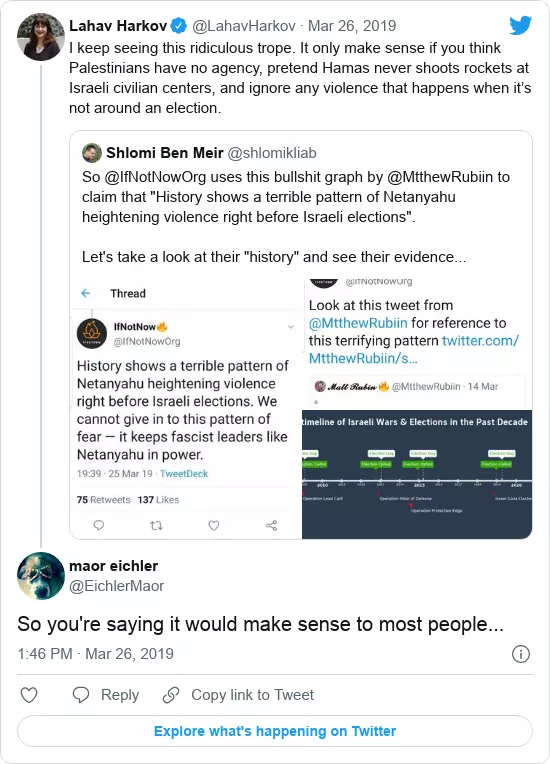 Lahav Harkov @LahavHarkov · Mar 26, 2019
I keep seeing this ridiculous trope. It only make sense if you think
Palestinians have no agency, pretend Hamas never shoots rockets at
Israeli civilian centers, and ignore any violence that happens when it's
not around an election.
Shlomi Ben Meir @shlomikliab
So @IfNotNowOrg uses this bullshit graph by @MtthewRubiin to
claim that "History shows a terrible pattern of Netanyahu
heightening violence right before Israeli elections".
Let's take a look at their "history" and see their evidence...
Thread
IfNotNow🔥
@IfNotNowOrg
History shows a terrible pattern of
Netanyahu heightening violence
right before Israeli elections. We
cannot give in to this pattern of
fear — it keeps fascist leaders like
Netanyahu in power.
19:39 · 25 Mar 19 · TweetDeck
75 Retweets 137 Likes
@IfNotNowOrg
Look at this tweet from
@MtthewRubiin for reference to
this terrifying pattern twitter.com/
MtthewRubiin/s...
Matt Rubin🔥 @MtthewRubiin · 14 Mar
timeline of Israeli Wars & Elections in the Past Decade
Election Day Election Day Election Day
Election Called Election Called Election Called
2010 2015 2020
Operation Cast Lead
Operation Pillar of Defense
Operation Protective Edge
maor eichler
@EichlerMaor
So you're saying it would make sense to most people...
1:46 PM · Mar 26, 2019
Reply
Copy link to Tweet
Explore what's happening on Twitter